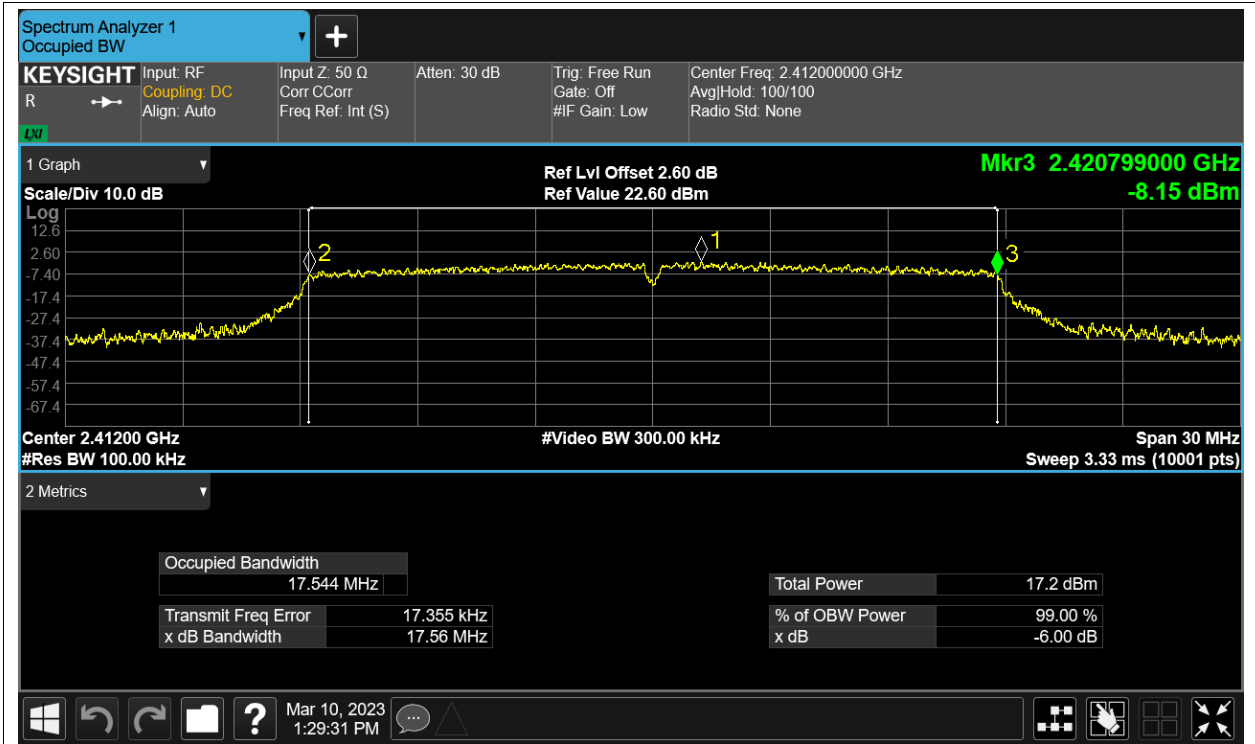 Spectrum Analyzer 1
Occupied BW
KEYSIGHT
R
LXI
Input: RF
Coupling: DC
Align: Auto
Input Z: 50 Ω
Corr CCorr
Freq Ref: Int (S)
Atten: 30 dB
Trig: Free Run
Gate: Off
#IF Gain: Low
Center Freq: 2.412000000 GHz
Avg|Hold: 100/100
Radio Std: None
1 Graph
Scale/Div 10.0 dB
Ref Lvl Offset 2.60 dB
Ref Value 22.60 dBm
Mkr3 2.420799000 GHz
-8.15 dBm
Log
12.6
2.60
-7.40
-17.4
-27.4
-37.4
-47.4
-57.4
-67.4
2
1
3
Center 2.41200 GHz
#Video BW 300.00 kHz
Span 30 MHz
#Res BW 100.00 kHz
Sweep 3.33 ms (10001 pts)
2 Metrics
Occupied Bandwidth
17.544 MHz
Transmit Freq Error 17.355 kHz
x dB Bandwidth 17.56 MHz
Total Power 17.2 dBm
% of OBW Power 99.00 %
x dB -6.00 dB
?
Mar 10, 2023
1:29:31 PM